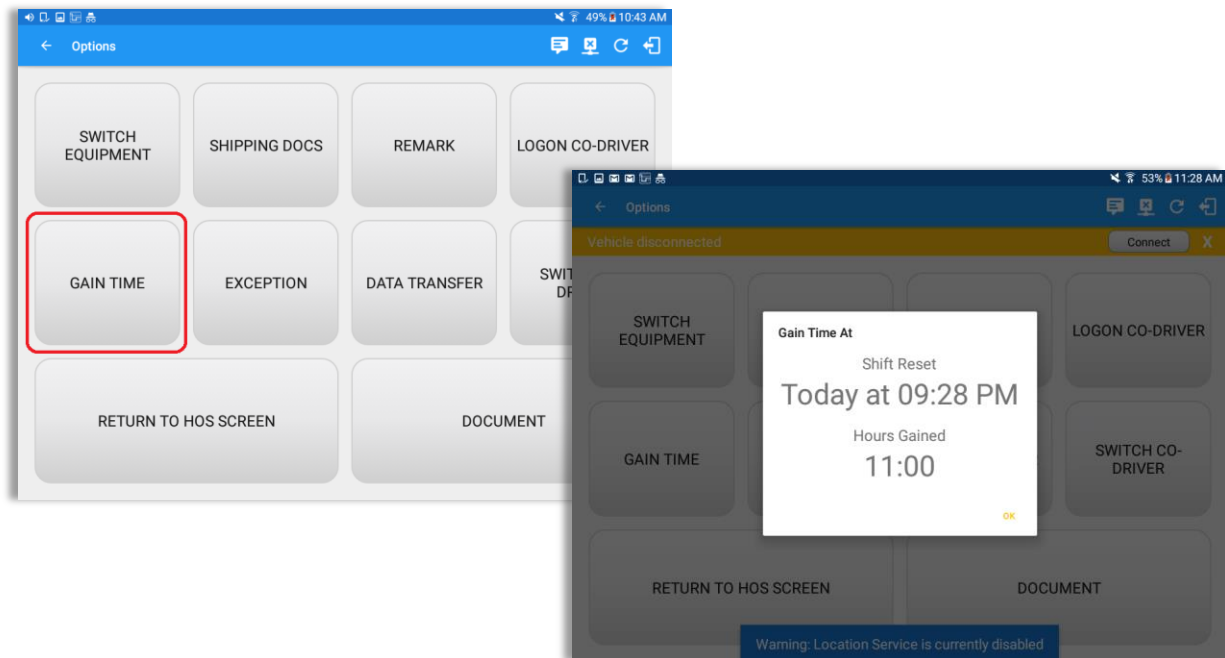 49% 10:43 AM
Options
SWITCH
EQUIPMENT
SHIPPING DOCS
REMARK
LOGON CO-DRIVER
GAIN TIME
EXCEPTION
DATA TRANSFER
RETURN TO HOS SCREEN
DOCUMENT
53% 11:28 AM
Options
Vehicle disconnected
Connect
X
SWITCH
EQUIPMENT
LOGON CO-DRIVER
Gain Time At
Shift Reset
Today at 09:28 PM
Hours Gained
11:00
OK
GAIN TIME
SWITCH CO-
DRIVER
RETURN TO HOS SCREEN
DOCUMENT
Warning: Location Service is currently disabled